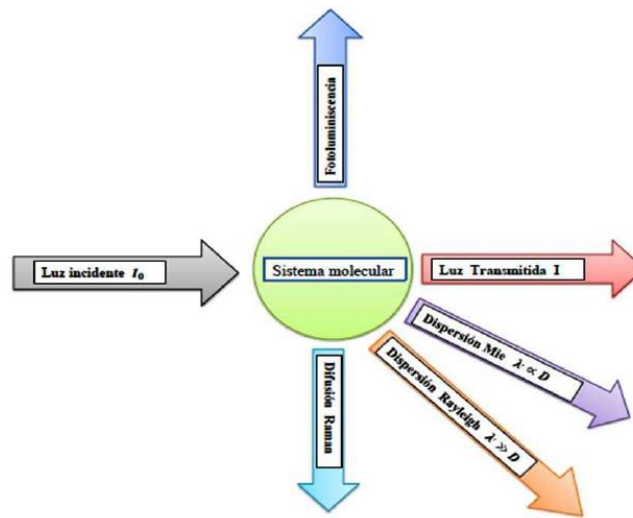 Fotoluminiscencia
Luz incidente I₀
Sistema molecular
Luz Transmitida I
Dispersión Mie λ ∝ D
Dispersión Rayleigh λ ≫ D
Difusión Raman